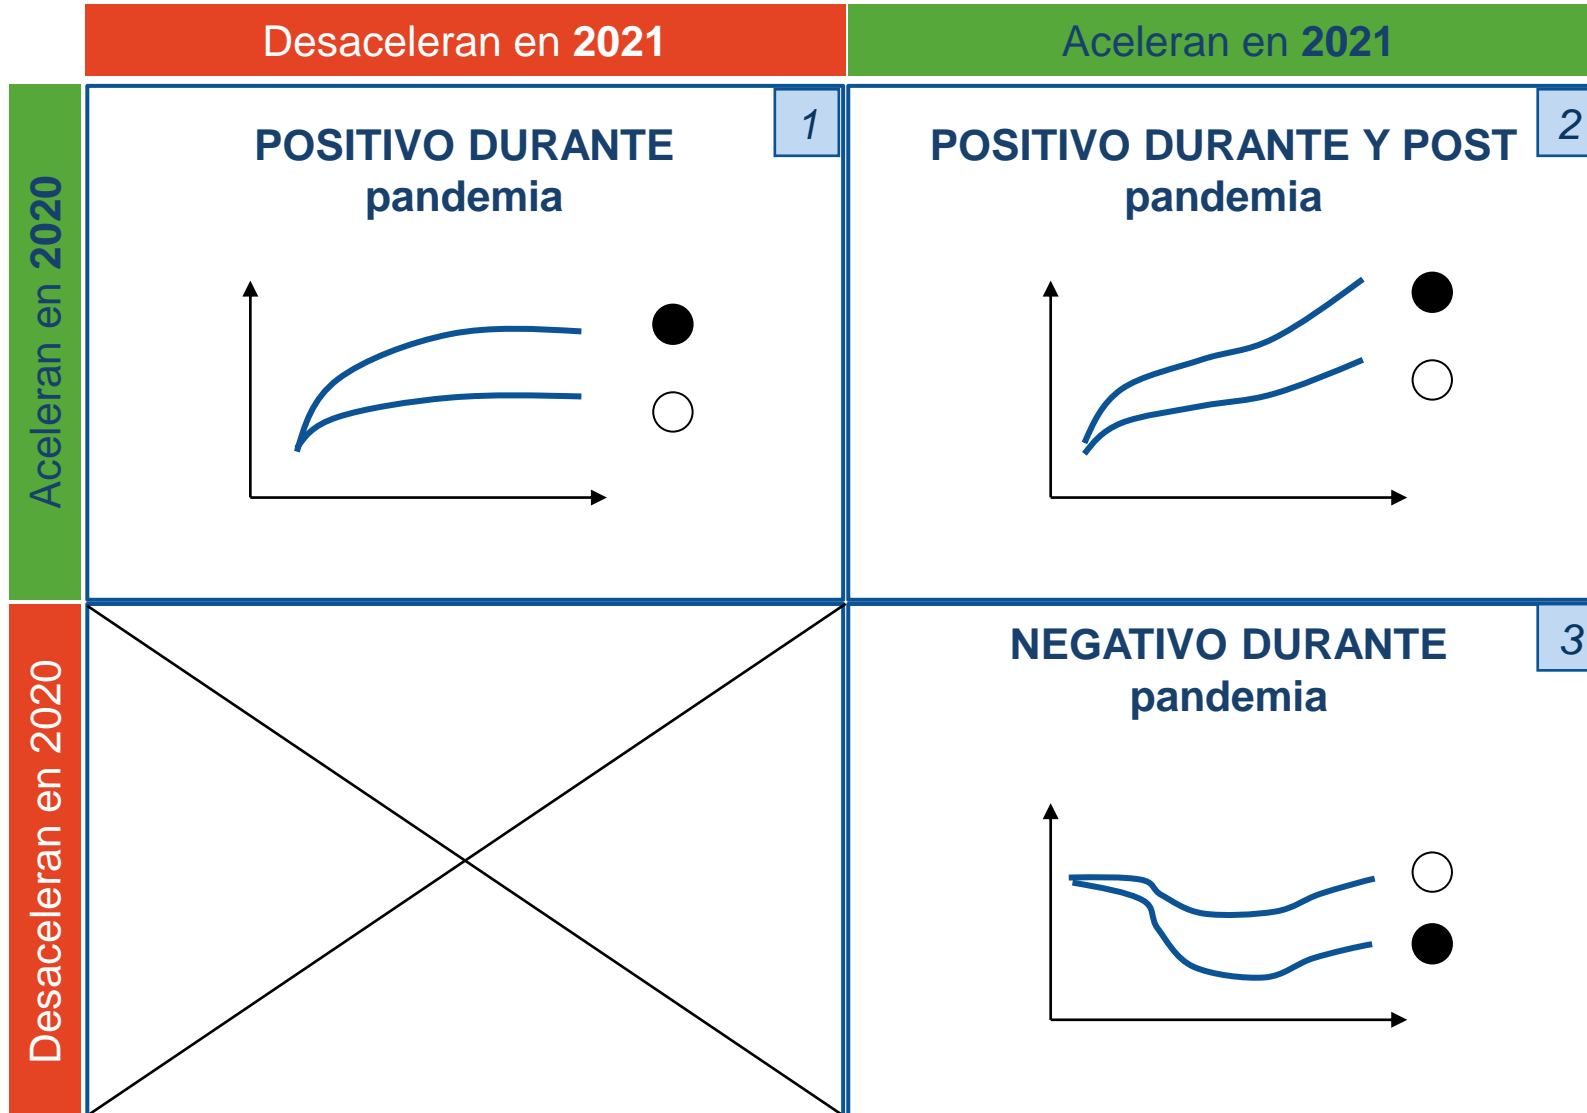 Desaceleran en 2021
Aceleran en 2021
Aceleran en 2020
POSITIVO DURANTE
pandemia
1
POSITIVO DURANTE Y POST
pandemia
2
Desaceleran en 2020
NEGATIVO DURANTE
pandemia
3